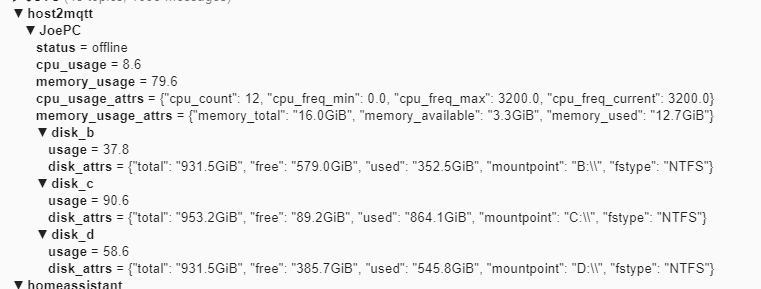 ▼ host2mqtt
▼ JoePC
status = offline
cpu_usage = 8.6
memory_usage = 79.6
cpu_usage_attrs = {"cpu_count": 12, "cpu_freq_min": 0.0, "cpu_freq_max": 3200.0, "cpu_freq_current": 3200.0}
memory_usage_attrs = {"memory_total": "16.0GiB", "memory_available": "3.3GiB", "memory_used": "12.7GiB"}
▼ disk_b
usage = 37.8
disk_attrs = {"total": "931.5GiB", "free": "579.0GiB", "used": "352.5GiB", "mountpoint": "B:\\", "fstype": "NTFS"}
▼ disk_c
usage = 90.6
disk_attrs = {"total": "953.2GiB", "free": "89.2GiB", "used": "864.1GiB", "mountpoint": "C:\\", "fstype": "NTFS"}
▼ disk_d
usage = 58.6
disk_attrs = {"total": "931.5GiB", "free": "385.7GiB", "used": "545.8GiB", "mountpoint": "D:\\", "fstype": "NTFS"}
▼ homeassistant